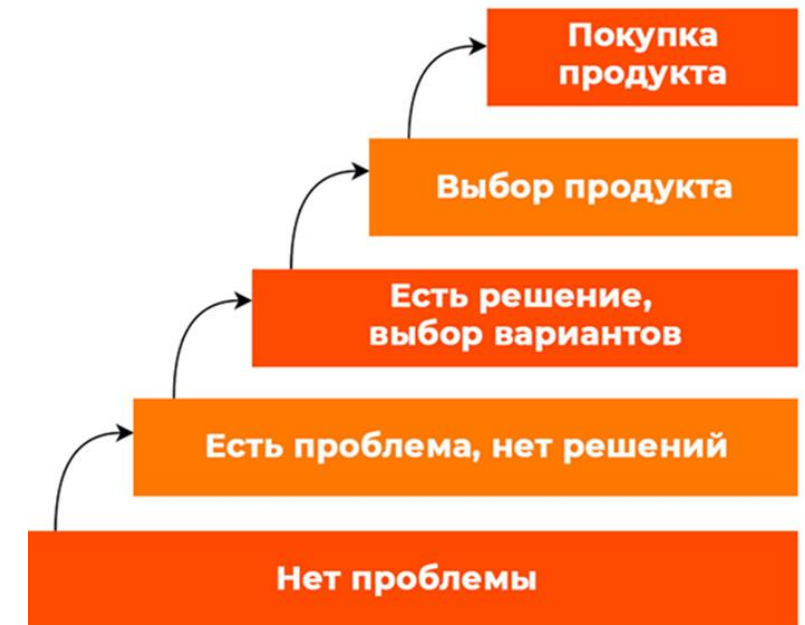 Покупка
продукта
Выбор продукта
Есть решение,
выбор вариантов
Есть проблема, нет решений
Нет проблемы